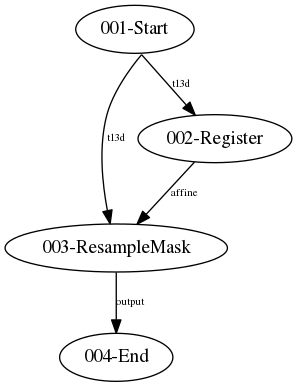 001-Start
t13d
002-Register
t13d
affine
003-ResampleMask
output
004-End